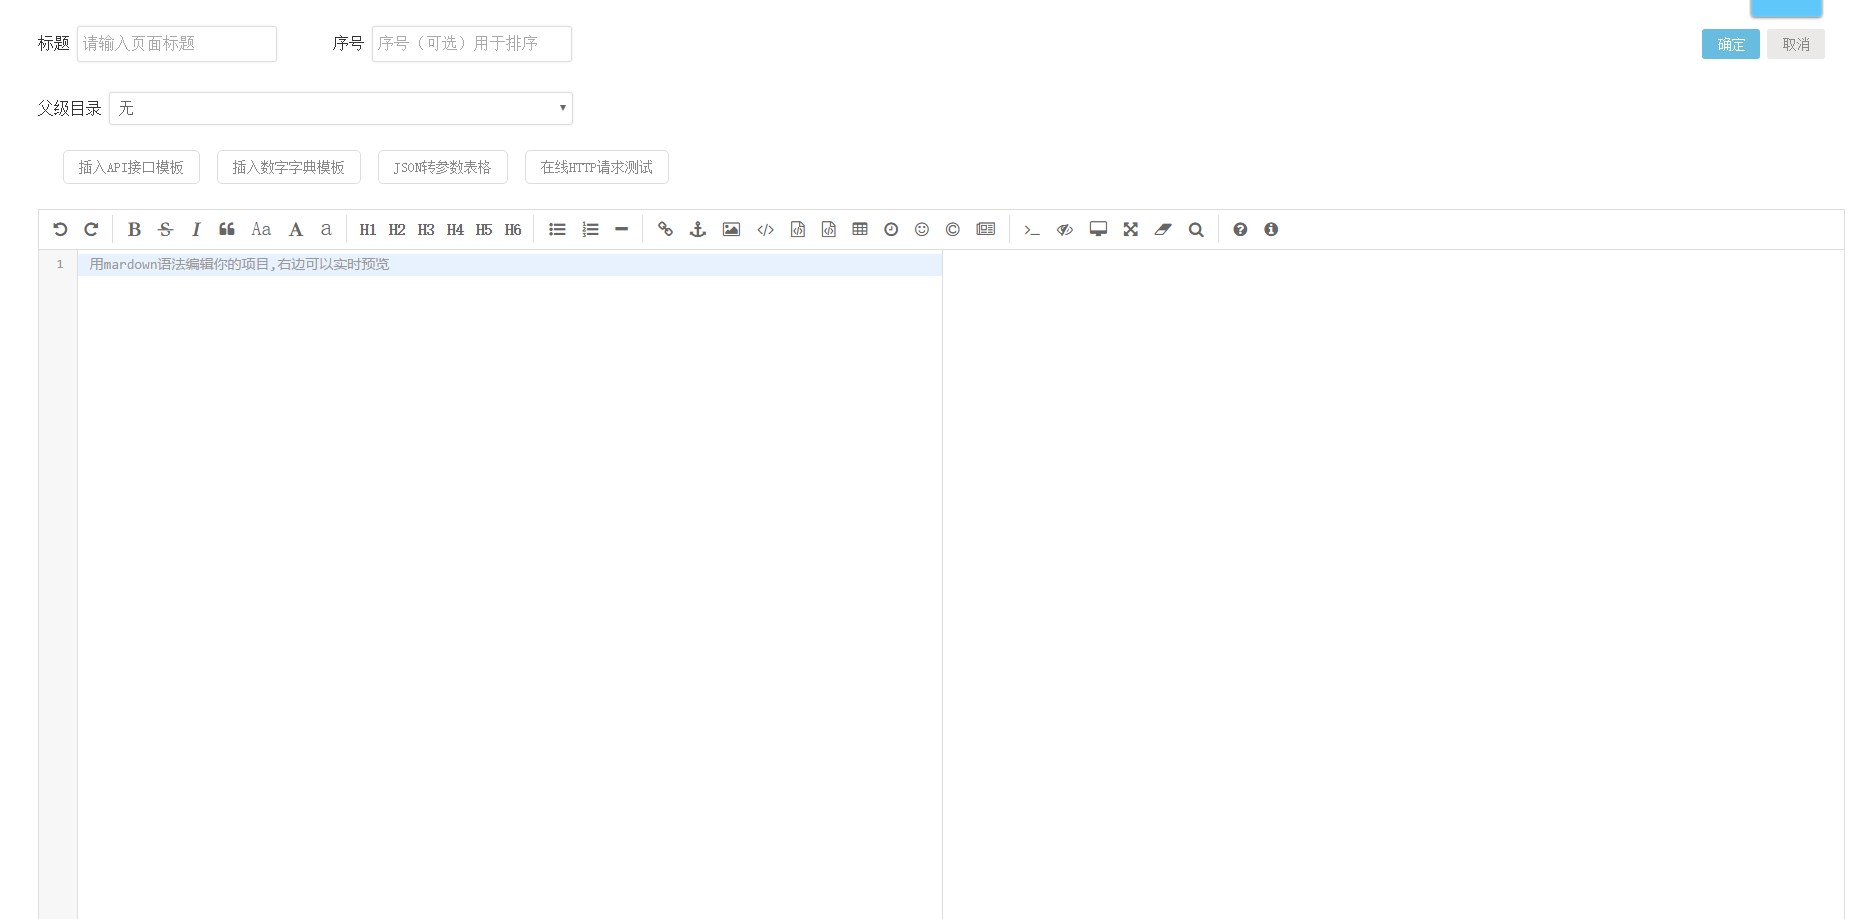 标题 请输入页面标题 序号 序号（可选）用于排序 确定 取消
父级目录 无
插入API接口模板 插入数字字典模板 JSON转参数表格 在线HTTP请求测试
B S I Aa A a H1 H2 H3 H4 H5 H6
1 用mardown语法编辑你的项目,右边可以实时预览